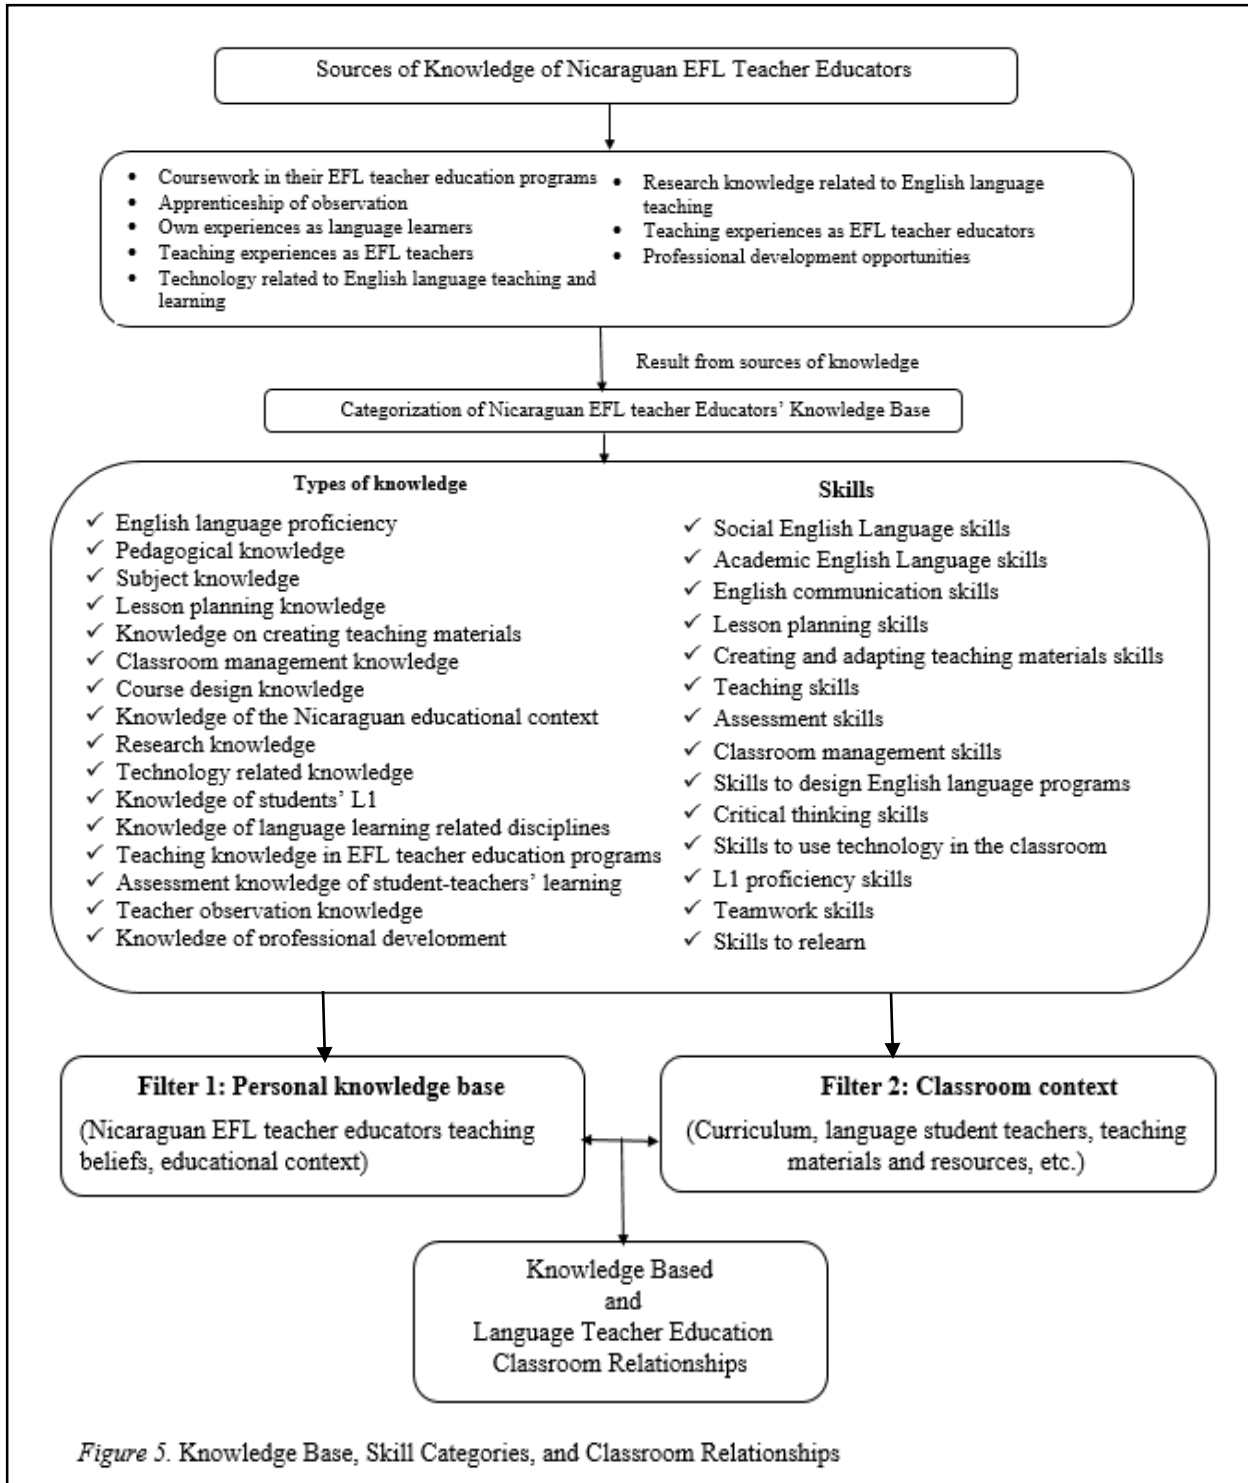 Sources of Knowledge of Nicaraguan EFL Teacher Educators
• Coursework in their EFL teacher education programs
• Apprenticeship of observation
• Own experiences as language learners
• Teaching experiences as EFL teachers
• Technology related to English language teaching and
learning
• Research knowledge related to English language
teaching
• Teaching experiences as EFL teacher educators
• Professional development opportunities
Result from sources of knowledge
Categorization of Nicaraguan EFL teacher Educators’ Knowledge Base
Types of knowledge
✓ English language proficiency
✓ Pedagogical knowledge
✓ Subject knowledge
✓ Lesson planning knowledge
✓ Knowledge on creating teaching materials
✓ Classroom management knowledge
✓ Course design knowledge
✓ Knowledge of the Nicaraguan educational context
✓ Research knowledge
✓ Technology related knowledge
✓ Knowledge of students’ L1
✓ Knowledge of language learning related disciplines
✓ Teaching knowledge in EFL teacher education programs
✓ Assessment knowledge of student-teachers’ learning
✓ Teacher observation knowledge
✓ Knowledge of professional development
Skills
✓ Social English Language skills
✓ Academic English Language skills
✓ English communication skills
✓ Lesson planning skills
✓ Creating and adapting teaching materials skills
✓ Teaching skills
✓ Assessment skills
✓ Classroom management skills
✓ Skills to design English language programs
✓ Critical thinking skills
✓ Skills to use technology in the classroom
✓ L1 proficiency skills
✓ Teamwork skills
✓ Skills to relearn
Filter 1: Personal knowledge base
(Nicaraguan EFL teacher educators teaching
beliefs, educational context)
Filter 2: Classroom context
(Curriculum, language student teachers, teaching
materials and resources, etc.)
Knowledge Based
and
Language Teacher Education
Classroom Relationships
Figure 5. Knowledge Base, Skill Categories, and Classroom Relationships